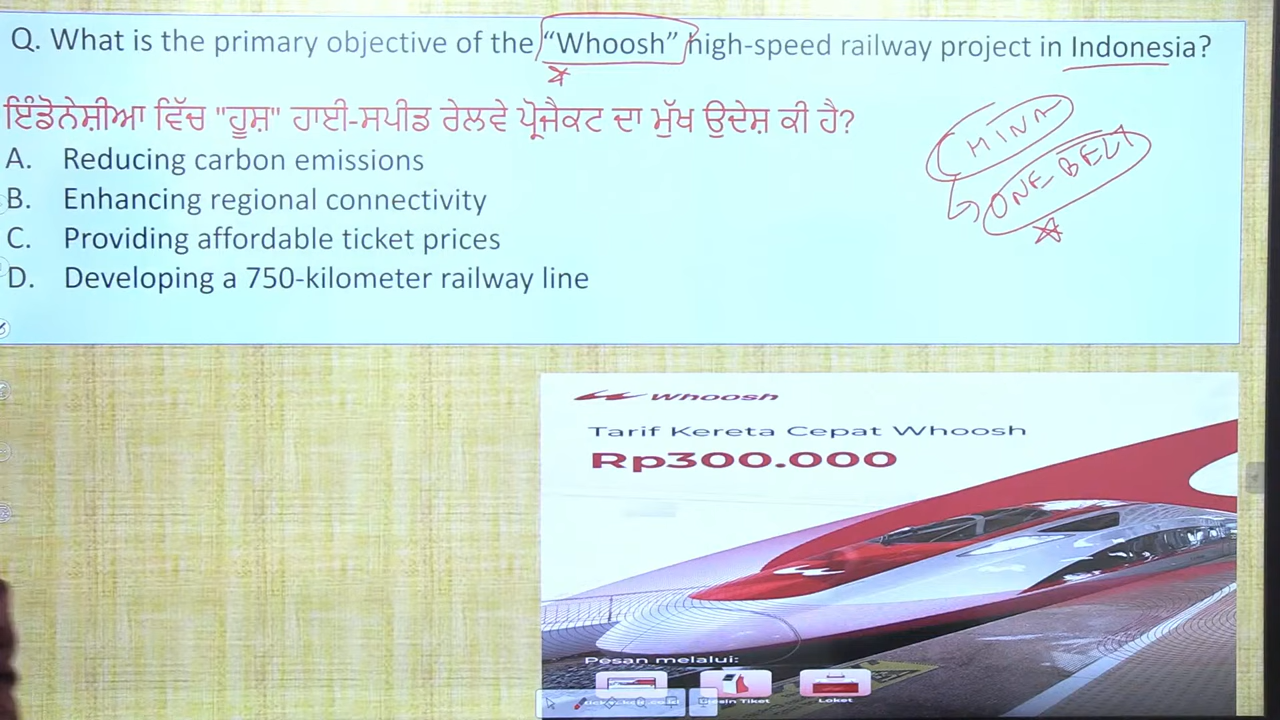 Q. What is the primary objective of the “Whoosh” high-speed railway project in Indonesia?
ਇੰਡੋਨੇਸ਼ੀਆ ਵਿੱਚ "ਹੂਸ਼" ਹਾਈ-ਸਪੀਡ ਰੇਲਵੇ ਪ੍ਰੋਜੈਕਟ ਦਾ ਮੁੱਖ ਉਦੇਸ਼ ਕੀ ਹੈ?
CHINA
ONE-BELT
A. Reducing carbon emissions
B. Enhancing regional connectivity
C. Providing affordable ticket prices
D. Developing a 750-kilometer railway line
Whoosh
Tarif Kereta Cepat Whoosh
Rp300.000
Pesan melalui:
Tiket
Loket